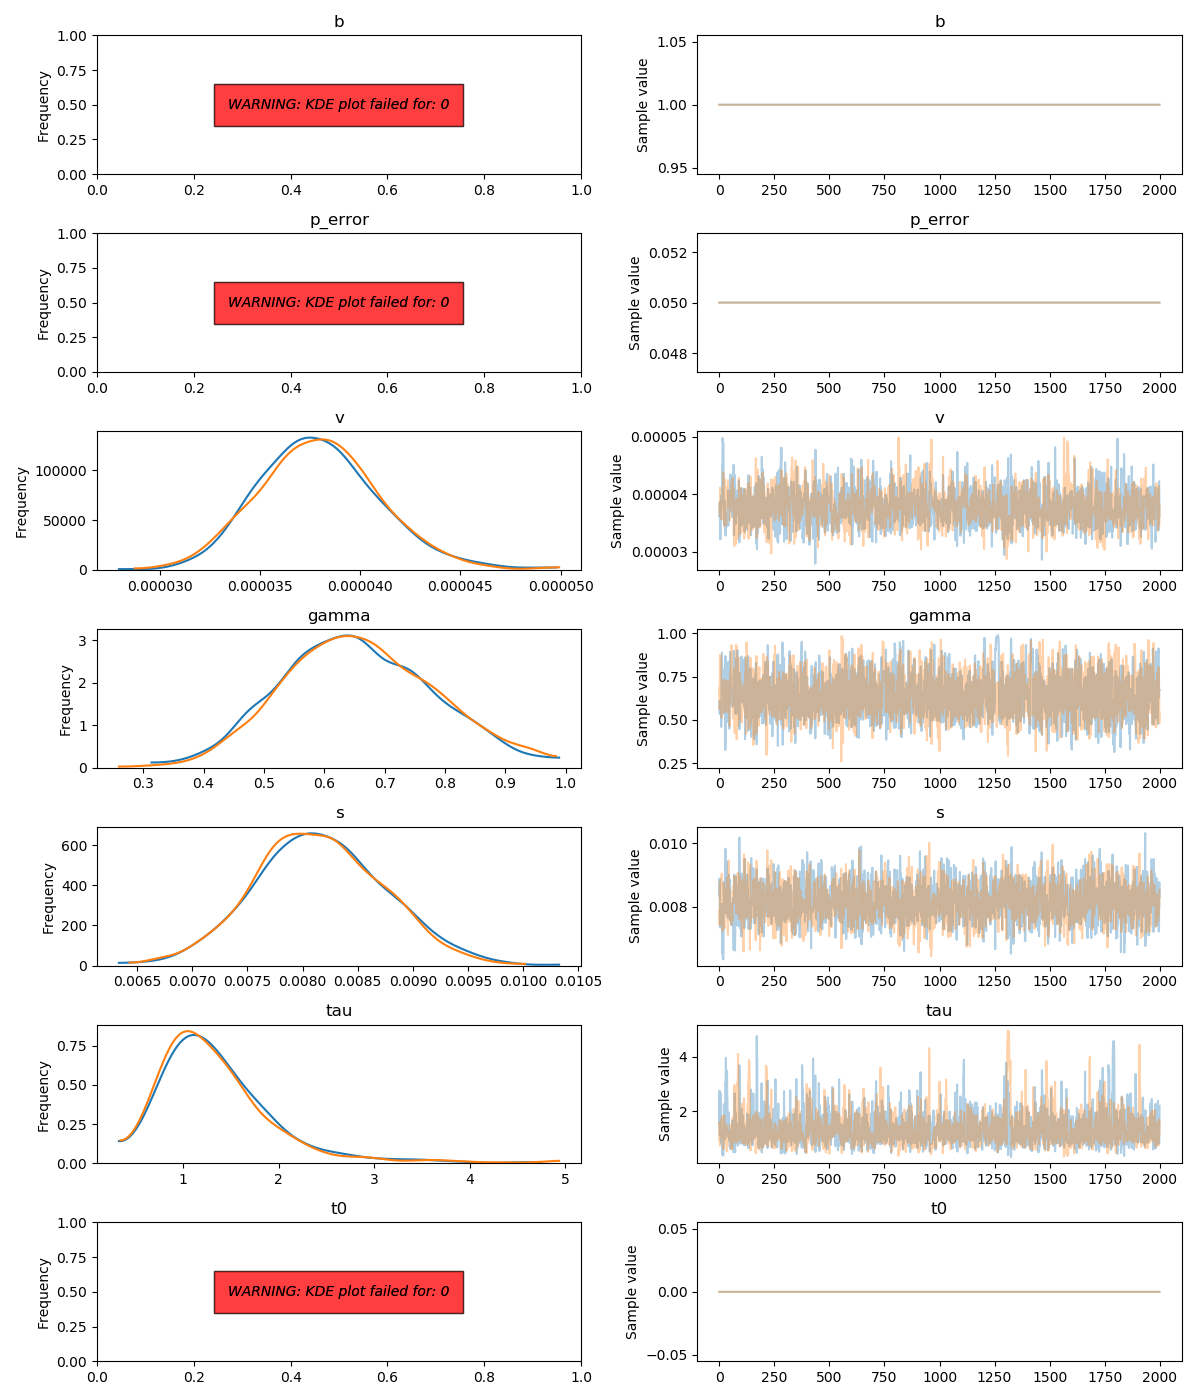 b
1.00
0.75
0.50
0.25
0.00
Frequency
WARNING: KDE plot failed for: 0
0.0 0.2 0.4 0.6 0.8 1.0
b
1.05
1.00
0.95
Sample value
0 250 500 750 1000 1250 1500 1750 2000
p_error
1.00
0.75
0.50
0.25
0.00
Frequency
WARNING: KDE plot failed for: 0
0.0 0.2 0.4 0.6 0.8 1.0
p_error
0.052
0.050
0.048
Sample value
0 250 500 750 1000 1250 1500 1750 2000
v
100000
50000
0
Frequency
0.000030 0.000035 0.000040 0.000045 0.000050
v
0.00005
0.00004
0.00003
Sample value
0 250 500 750 1000 1250 1500 1750 2000
gamma
3
2
1
0
Frequency
0.3 0.4 0.5 0.6 0.7 0.8 0.9 1.0
gamma
1.00
0.75
0.50
0.25
Sample value
0 250 500 750 1000 1250 1500 1750 2000
s
600
400
200
0
Frequency
0.0065 0.0070 0.0075 0.0080 0.0085 0.0090 0.0095 0.0100 0.0105
s
0.010
0.008
Sample value
0 250 500 750 1000 1250 1500 1750 2000
tau
0.75
0.50
0.25
0.00
Frequency
1 2 3 4 5
tau
4
2
Sample value
0 250 500 750 1000 1250 1500 1750 2000
t0
1.00
0.75
0.50
0.25
0.00
Frequency
WARNING: KDE plot failed for: 0
0.0 0.2 0.4 0.6 0.8 1.0
t0
0.05
0.00
−0.05
Sample value
0 250 500 750 1000 1250 1500 1750 2000